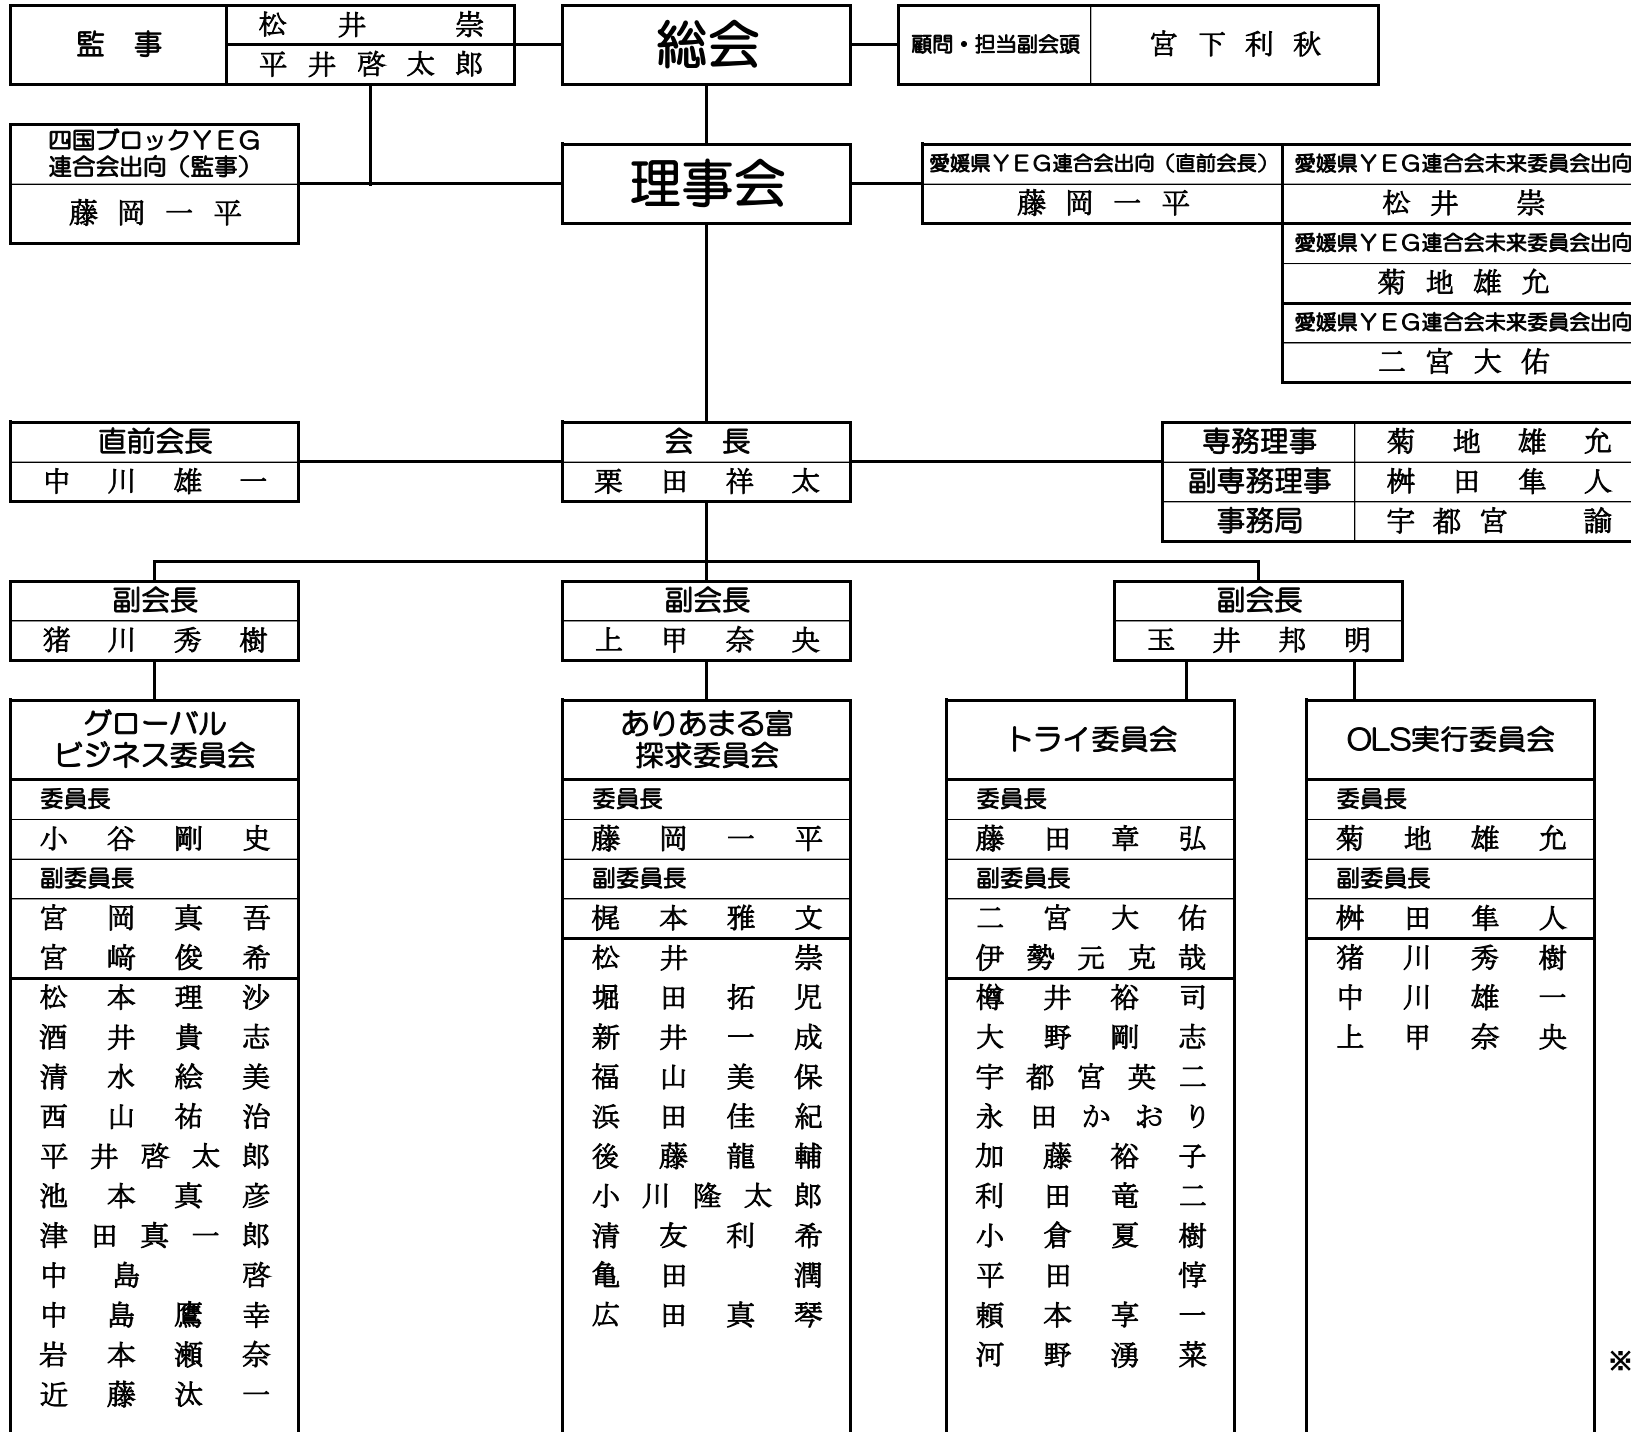 監　事
松井　崇
平井啓太郎
総会
顧問・担当副会頭
宮下利秋
四国ブロックＹＥＧ
連合会出向（監事）
藤岡一平
理事会
愛媛県ＹＥＧ連合会出向（直前会長）
藤岡一平
愛媛県ＹＥＧ連合会未来委員会出向
松井　崇
愛媛県ＹＥＧ連合会未来委員会出向
菊地雄允
愛媛県ＹＥＧ連合会未来委員会出向
二宮大佑
直前会長
中川雄一
会　長
栗田祥太
専務理事
菊地雄允
副専務理事
桝田隼人
事務局
宇都宮　諭
副会長
猪川秀樹
副会長
上甲奈央
副会長
玉井邦明
グローバル
ビジネス委員会
委員長
小谷剛史
副委員長
宮岡真吾
宮﨑俊希
松本理沙
酒井貴志
清水絵美
西山祐治
平井啓太郎
池本真彦
津田真一郎
中島　啓
中島鷹幸
岩本瀬奈
近藤汰一
ありあまる富
探求委員会
委員長
藤岡一平
副委員長
梶本雅文
松井　崇
堀田拓児
新井一成
福山美保
浜田佳紀
後藤龍輔
小川隆太郎
清友利希
亀田　潤
広田真琴
トライ委員会
委員長
藤田章弘
副委員長
二宮大佑
伊勢元克哉
樽井裕司
大野剛志
宇都宮英二
永田かおり
加藤裕子
利田竜二
小倉夏樹
平田　惇
頼本享一
河野湧菜
OLS実行委員会
委員長
菊地雄允
副委員長
桝田隼人
猪川秀樹
中川雄一
上甲奈央
※